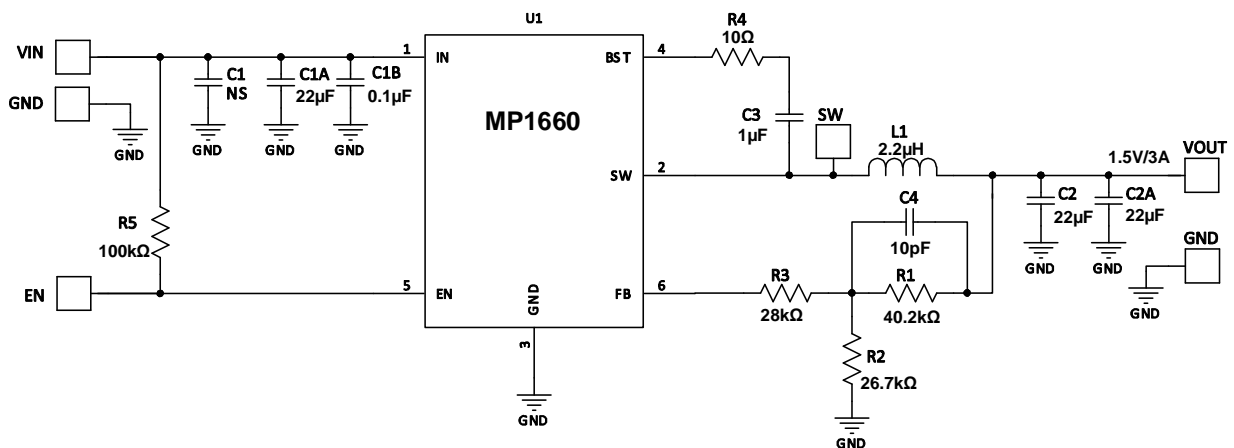 U1
VIN
1
IN
C1
NS
C1A
22µF
C1B
0.1µF
GND
GND
GND
GND
GND
MP1660
BST
4
R4
10Ω
C3
1µF
SW
SW
2
L1
2.2µH
1.5V/3A
VOUT
C2
22µF
C2A
22µF
GND
GND
GND
GND
C4
10pF
R5
100kΩ
EN
5
EN
GND
3
GND
FB
6
R3
28kΩ
R1
40.2kΩ
R2
26.7kΩ
GND